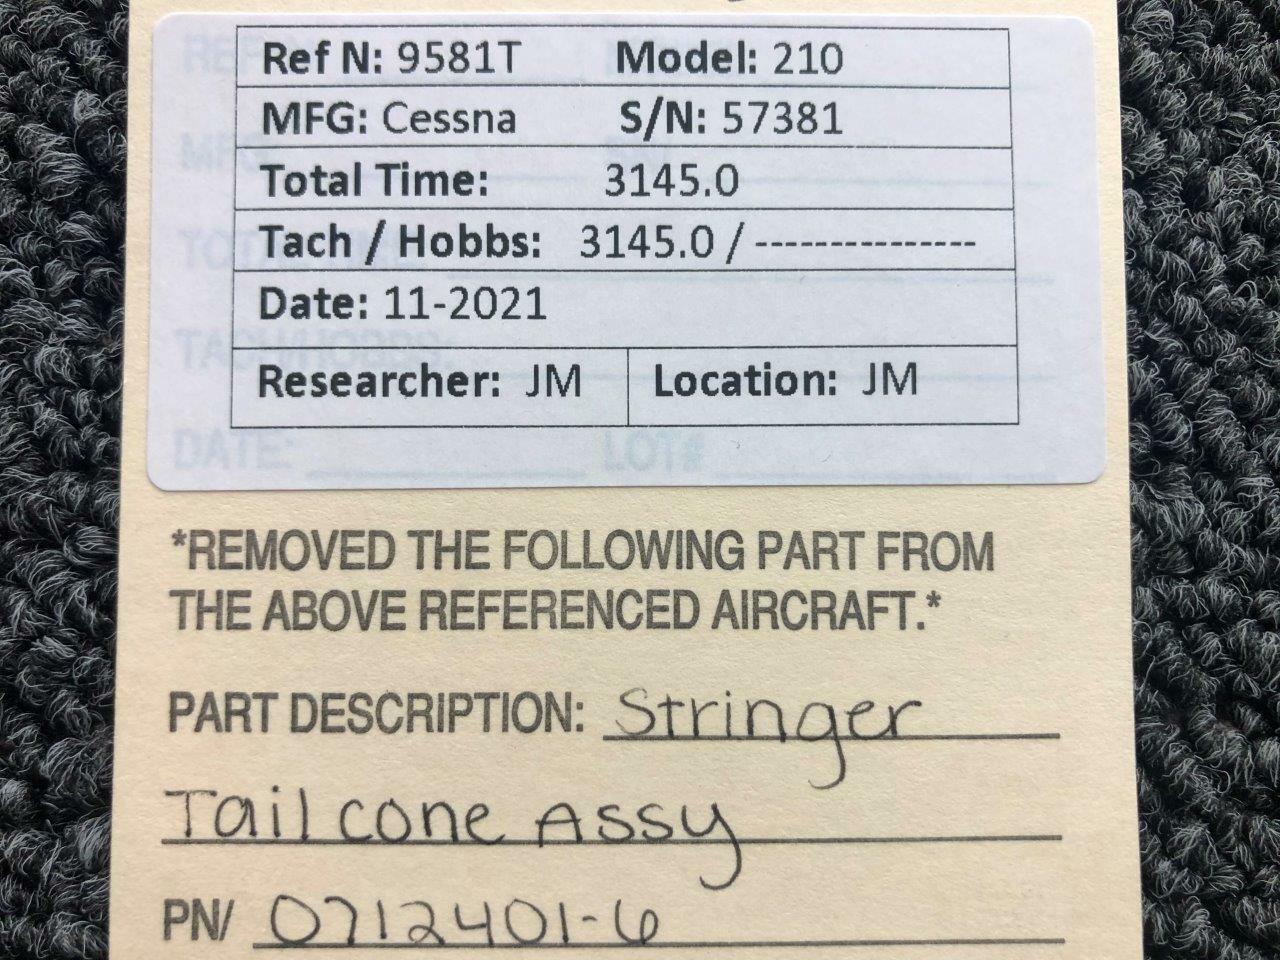 Ref N: 9581T Model: 210
MFG: Cessna S/N: 57381
Total Time: 3145.0
Tach / Hobbs: 3145.0 / ---------------
Date: 11-2021
Researcher: JM Location: JM
DATE: LOT#
*REMOVED THE FOLLOWING PART FROM
THE ABOVE REFERENCED AIRCRAFT.*
PART DESCRIPTION: Stringer
Tailcone Assy
PN/ 0712401-6